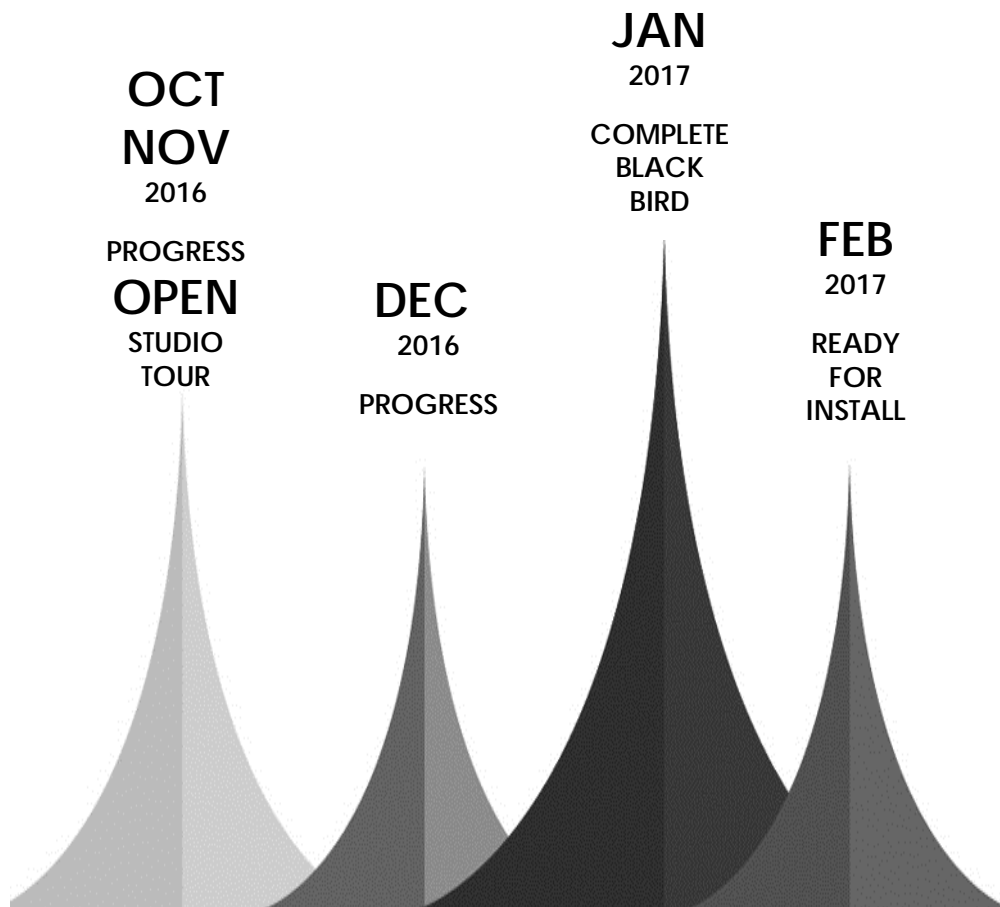 OCT
NOV
2016
PROGRESS
OPEN
STUDIO
TOUR
DEC
2016
PROGRESS
JAN
2017
COMPLETE
BLACK
BIRD
FEB
2017
READY
FOR
INSTALL